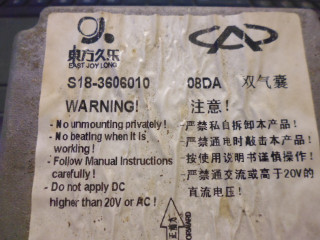 東方久乐
EAST JOY LONG
S18-3606010 08DA 双气囊
WARNING! 注意!
- No unmounting privately!
- No beating when it is
working!
- Follow Manual Instructions
carefully!
- Do not apply DC
higher than 20V or AC!
-严禁私自拆卸本产品!
-严禁通电时敲击本产品!
-按使用说明书谨慎操作!
-严禁通交流或高于20V的
直流电压!
FORWARD